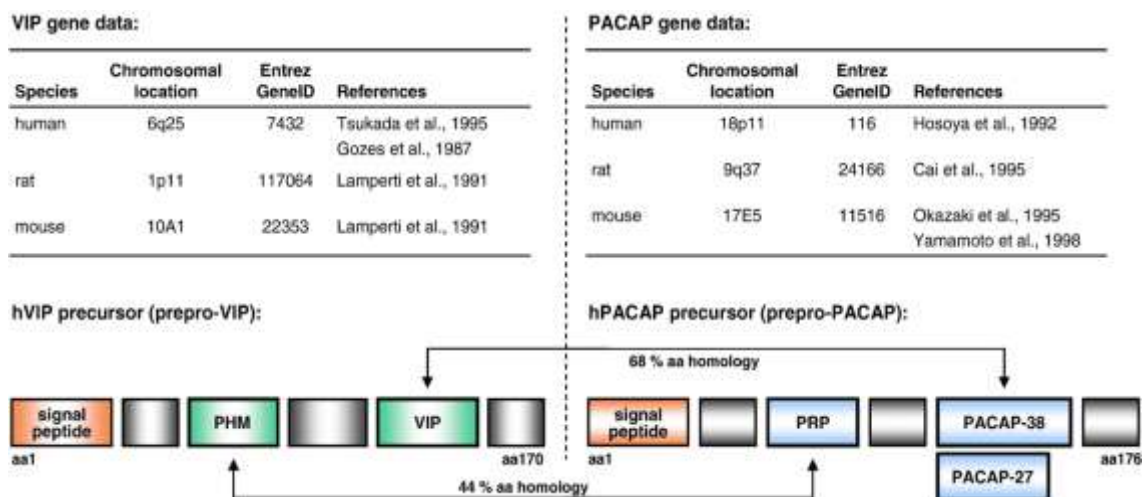 VIP gene data:
Species Chromosomal location Entrez GeneID References
human 6q25 7432 Tsukada et al., 1995
Gozes et al., 1987
rat 1p11 117064 Lamperti et al., 1991
mouse 10A1 22353 Lamperti et al., 1991
PACAP gene data:
Species Chromosomal location Entrez GeneID References
human 18p11 116 Hosoya et al., 1992
rat 9q37 24166 Cai et al., 1995
mouse 17E5 11516 Okazaki et al., 1995
Yamamoto et al., 1998
hVIP precursor (prepro-VIP):
hPACAP precursor (prepro-PACAP):
68 % aa homology
signal peptide PHM VIP
aa1 aa170
signal peptide PRP PACAP-38
aa1 aa176
PACAP-27
44 % aa homology